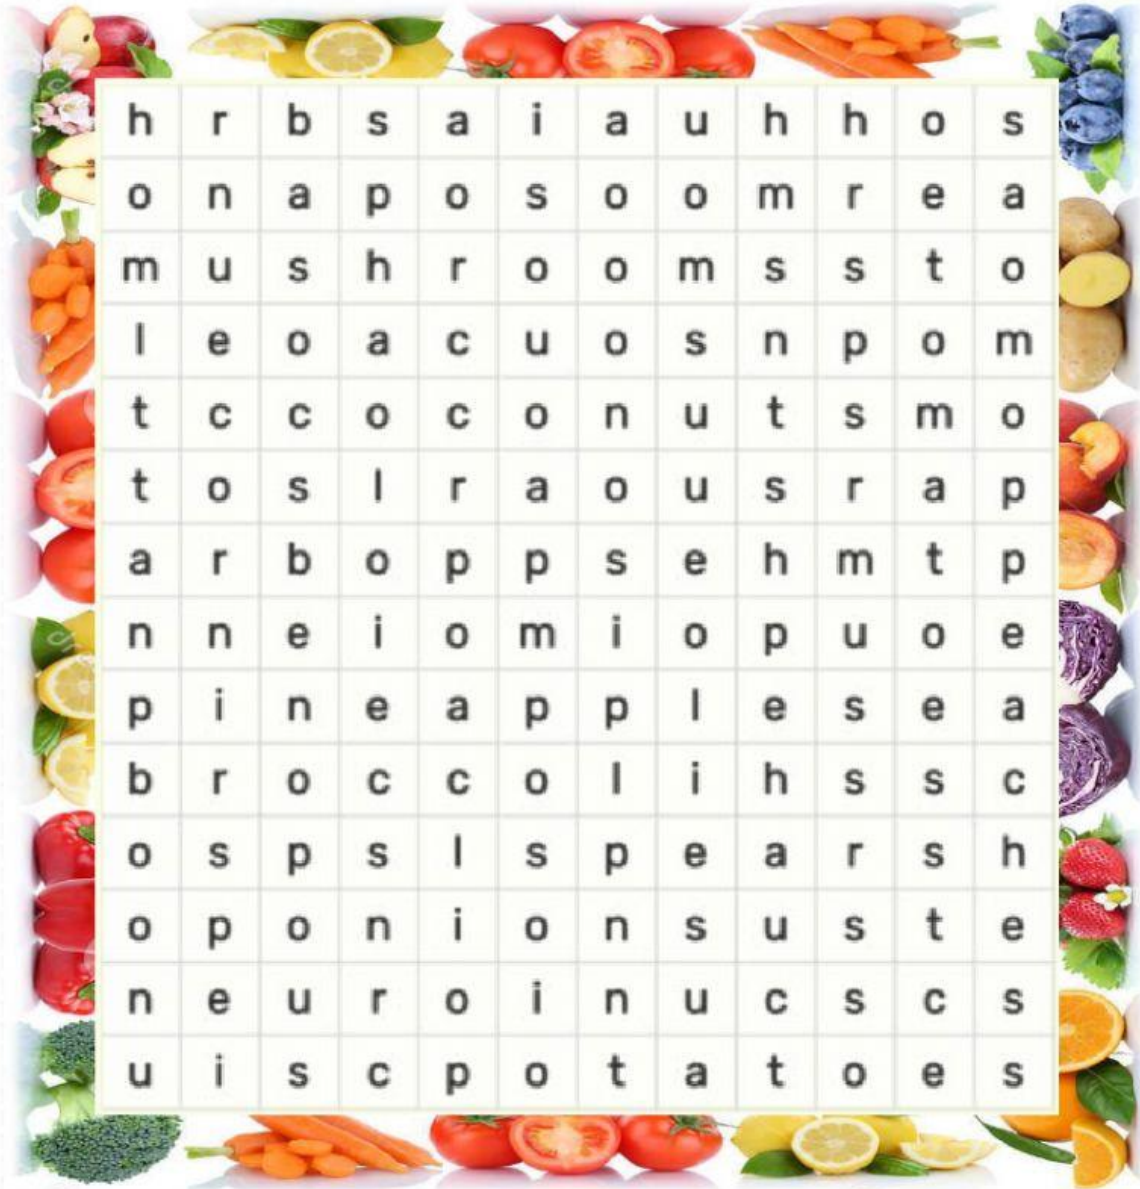 h r b s a i a u h h o s
o n a p o s o o m r e a
m u s h r o o m s s t o
l e o a c u o s n p o m
t c c o c o n u t s m o
t o s l r a o u s r a p
a r b o p p s e h m t p
n n e i o m i o p u o e
p i n e a p p l e s e a
b r o c c o l i h s s c
o s p s l s p e a r s h
o p o n i o n s u s t e
n e u r o i n u c s c s
u i s c p o t a t o e s